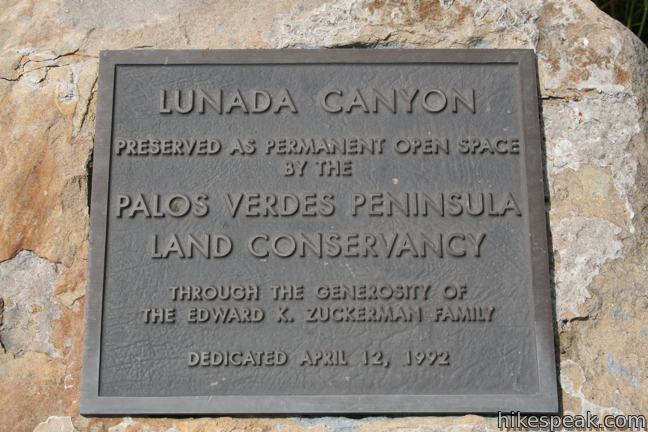 LUNADA CANYON
PRESERVED AS PERMANENT OPEN SPACE
BY THE
PALOS VERDES PENINSULA
LAND CONSERVANCY
THROUGH THE GENEROSITY OF
THE EDWARD K. ZUCKERMAN FAMILY
DEDICATED APRIL 12, 1992
hikespeak.com